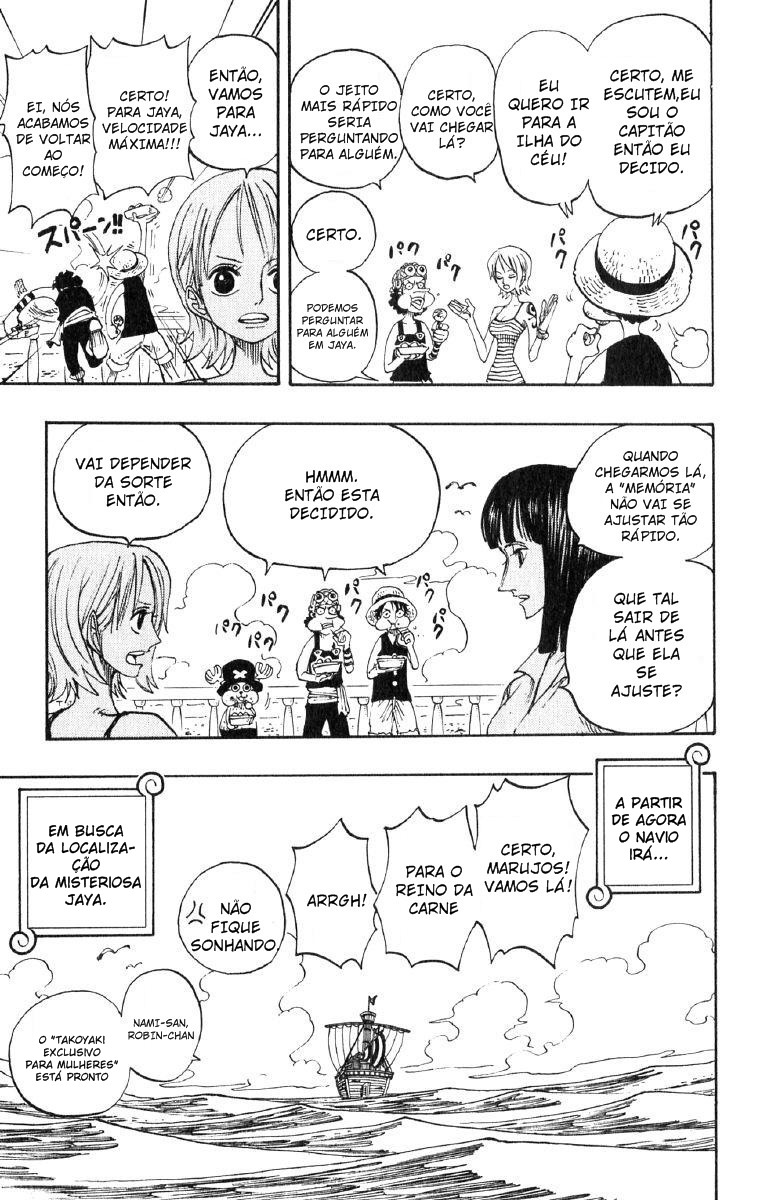 CERTO, ME
ESCUTEM,EU
SOU O
CAPITÃO
ENTÃO EU
DECIDO.
EU
QUERO IR
PARA A
ILHA DO
CÉU!
CERTO,
COMO VOCÊ
VAI CHEGAR
LÁ?
O JEITO
MAIS RÁPIDO
SERIA
PERGUNTANDO
PARA ALGUÉM.
CERTO.
PODEMOS
PERGUNTAR
PARA ALGUÉM
EM JAYA.
パク
パク
パク
パク
ENTÃO,
VAMOS
PARA
JAYA...
CERTO!
PARA JAYA,
VELOCIDADE
MÁXIMA!!!
EI, NÓS
ACABAMOS
DE VOLTAR
AO
COMEÇO!
スパーン!!
QUANDO
CHEGARMOS LÁ,
A "MEMÓRIA"
NÃO VAI SE
AJUSTAR TÃO
RÁPIDO.
QUE TAL
SAIR DE
LÁ ANTES
QUE ELA
SE
AJUSTE?
HMMM.
ENTÃO ESTA
DECIDIDO.
パク
パク
パク
パク
VAI DEPENDER
DA SORTE
ENTÃO.
A PARTIR
DE AGORA
O NAVIO
IRÁ...
CERTO,
MARUJOS!
VAMOS LÁ!
PARA O
REINO DA
CARNE
ARRGH!
NÃO
FIQUE
SONHANDO
EM BUSCA
DA LOCALIZA-
ÇÃO
DA MISTERIOSA
JAYA.
NAMI-SAN,
ROBIN-CHAN
O "TAKOYAKI
EXCLUSIVO
PARA MULHERES"
ESTÁ PRONTO